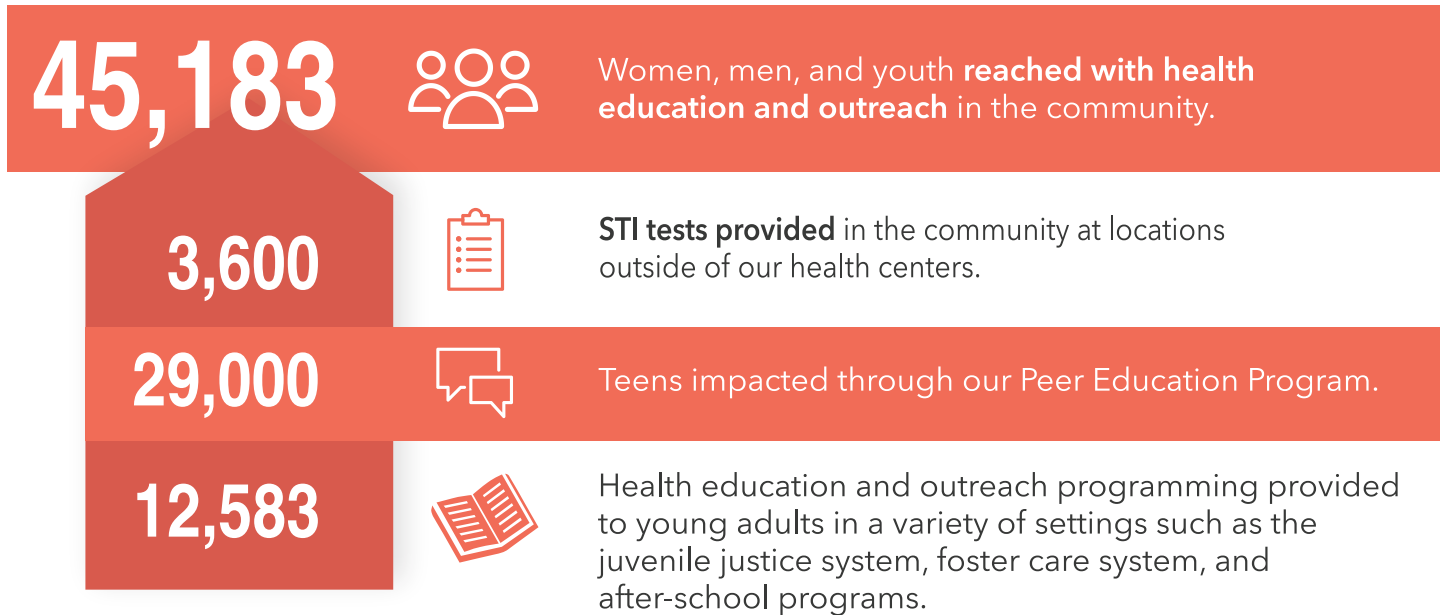 45,183
Women, men, and youth reached with health
education and outreach in the community.
3,600
STI tests provided in the community at locations
outside of our health centers.
29,000
Teens impacted through our Peer Education Program.
12,583
Health education and outreach programming provided
to young adults in a variety of settings such as the
juvenile justice system, foster care system, and
after-school programs.